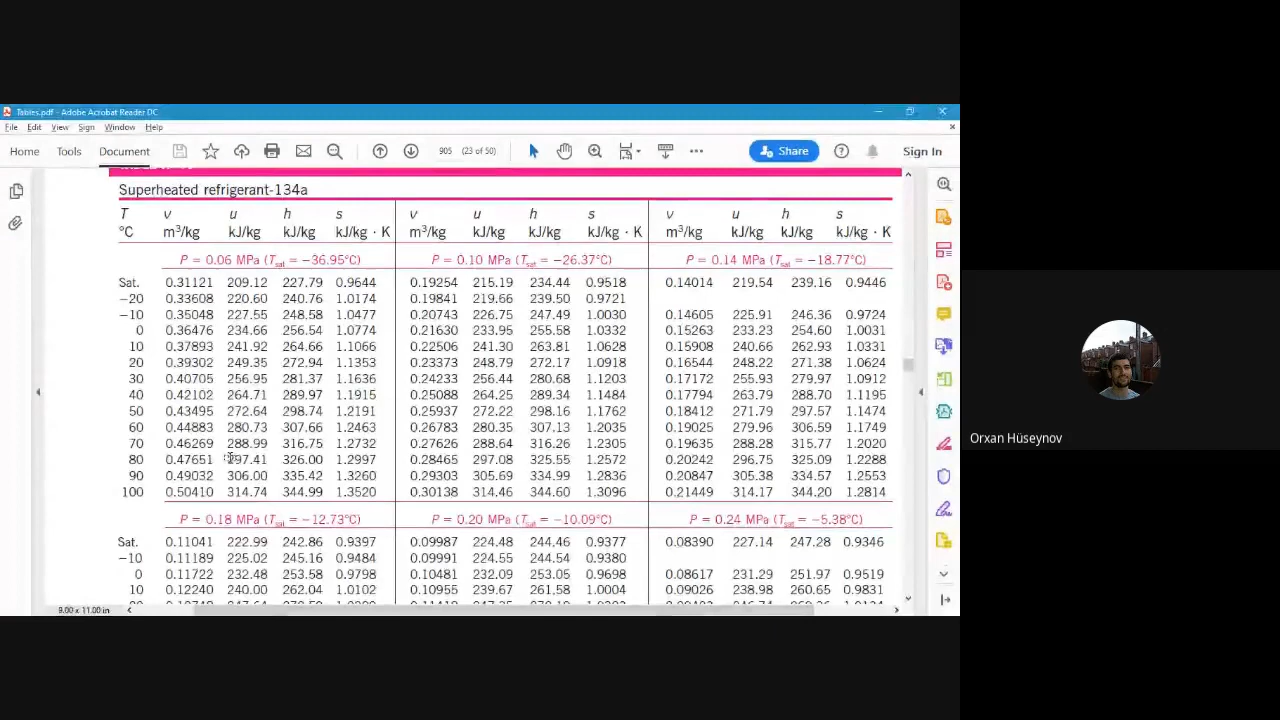 Tables.pdf - Adobe Acrobat Reader DC
File Edit View Sign Window Help
Home Tools Document 905 (23 of 50) Share Sign In
Superheated refrigerant-134a
T v u h s v u h s v u h s
°C m³/kg kJ/kg kJ/kg kJ/kg · K m³/kg kJ/kg kJ/kg kJ/kg · K m³/kg kJ/kg kJ/kg kJ/kg · K
P = 0.06 MPa (Tsat = −36.95°C) P = 0.10 MPa (Tsat = −26.37°C) P = 0.14 MPa (Tsat = −18.77°C)
Sat. 0.31121 209.12 227.79 0.9644 0.19254 215.19 234.44 0.9518 0.14014 219.54 239.16 0.9446
−20 0.33608 220.60 240.76 1.0174 0.19841 219.66 239.50 0.9721
−10 0.35048 227.55 248.58 1.0477 0.20743 226.75 247.49 1.0030 0.14605 225.91 246.36 0.9724
0 0.36476 234.66 256.54 1.0774 0.21630 233.95 255.58 1.0332 0.15263 233.23 254.60 1.0031
10 0.37893 241.92 264.66 1.1066 0.22506 241.30 263.81 1.0628 0.15908 240.66 262.93 1.0331
20 0.39302 249.35 272.94 1.1353 0.23373 248.79 272.17 1.0918 0.16544 248.22 271.38 1.0624
30 0.40705 256.95 281.37 1.1636 0.24233 256.44 280.68 1.1203 0.17172 255.93 279.97 1.0912
40 0.42102 264.71 289.97 1.1915 0.25088 264.25 289.34 1.1484 0.17794 263.79 288.70 1.1195
50 0.43495 272.64 298.74 1.2191 0.25937 272.22 298.16 1.1762 0.18412 271.79 297.57 1.1474
60 0.44883 280.73 307.66 1.2463 0.26783 280.35 307.13 1.2035 0.19025 279.96 306.59 1.1749
70 0.46269 288.99 316.75 1.2732 0.27626 288.64 316.26 1.2305 0.19635 288.28 315.77 1.2020
80 0.47651 297.41 326.00 1.2997 0.28465 297.08 325.55 1.2572 0.20242 296.75 325.09 1.2288
90 0.49032 306.00 335.42 1.3260 0.29303 305.69 334.99 1.2836 0.20847 305.38 334.57 1.2553
100 0.50410 314.74 344.99 1.3520 0.30138 314.46 344.60 1.3096 0.21449 314.17 344.20 1.2814
P = 0.18 MPa (Tsat = −12.73°C) P = 0.20 MPa (Tsat = −10.09°C) P = 0.24 MPa (Tsat = −5.38°C)
Sat. 0.11041 222.99 242.86 0.9397 0.09987 224.48 244.46 0.9377 0.08390 227.14 247.28 0.9346
−10 0.11189 225.02 245.16 0.9484 0.09991 224.55 244.54 0.9380
0 0.11722 232.48 253.58 0.9798 0.10481 232.09 253.05 0.9698 0.08617 231.29 251.97 0.9519
10 0.12240 240.00 262.04 1.0102 0.10955 239.67 261.58 1.0004 0.09026 238.98 260.65 0.9831
9.00 x 11.00 in
Orxan Hüseynov